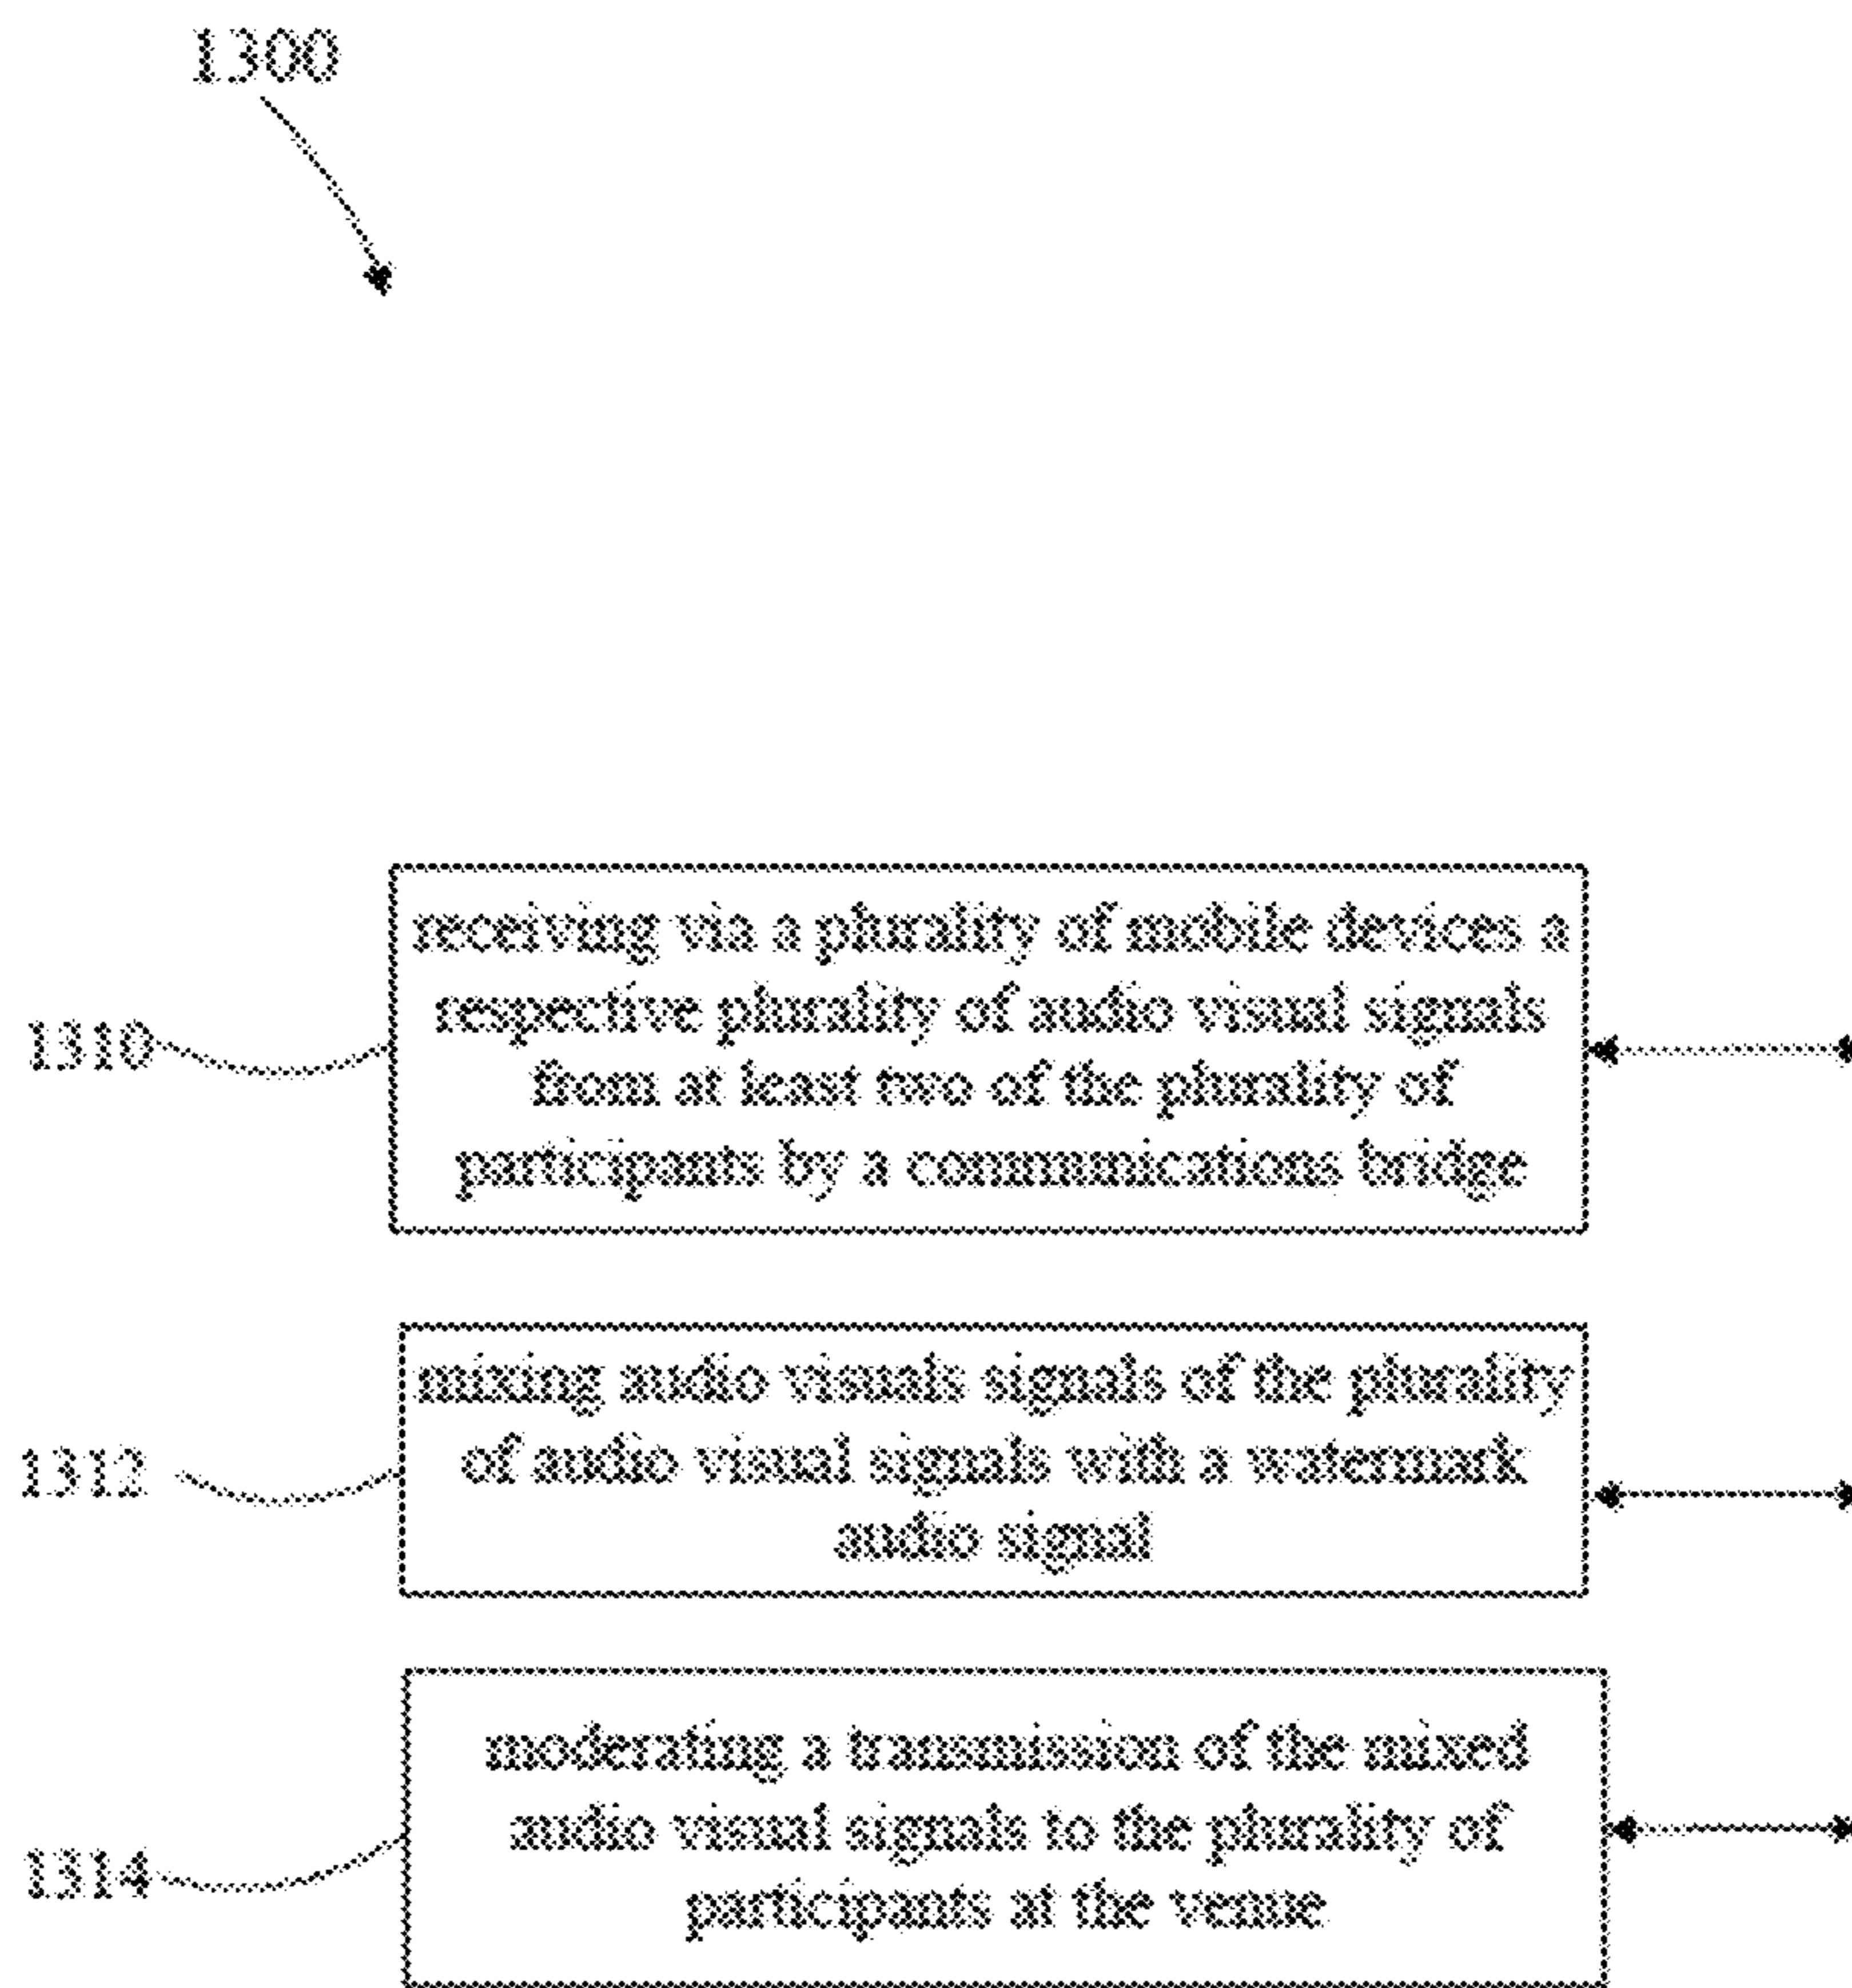 1300
receiving via a plurality of mobile devices a
respective plurality of audio visual signals
from at least two of the plurality of
participants by a communications bridge
1310
mixing audio visuals signals of the plurality
of audio visual signals with a watermark
audio signal
1312
moderating a transmission of the mixed
audio visual signals to the plurality of
participants at the venue
1314